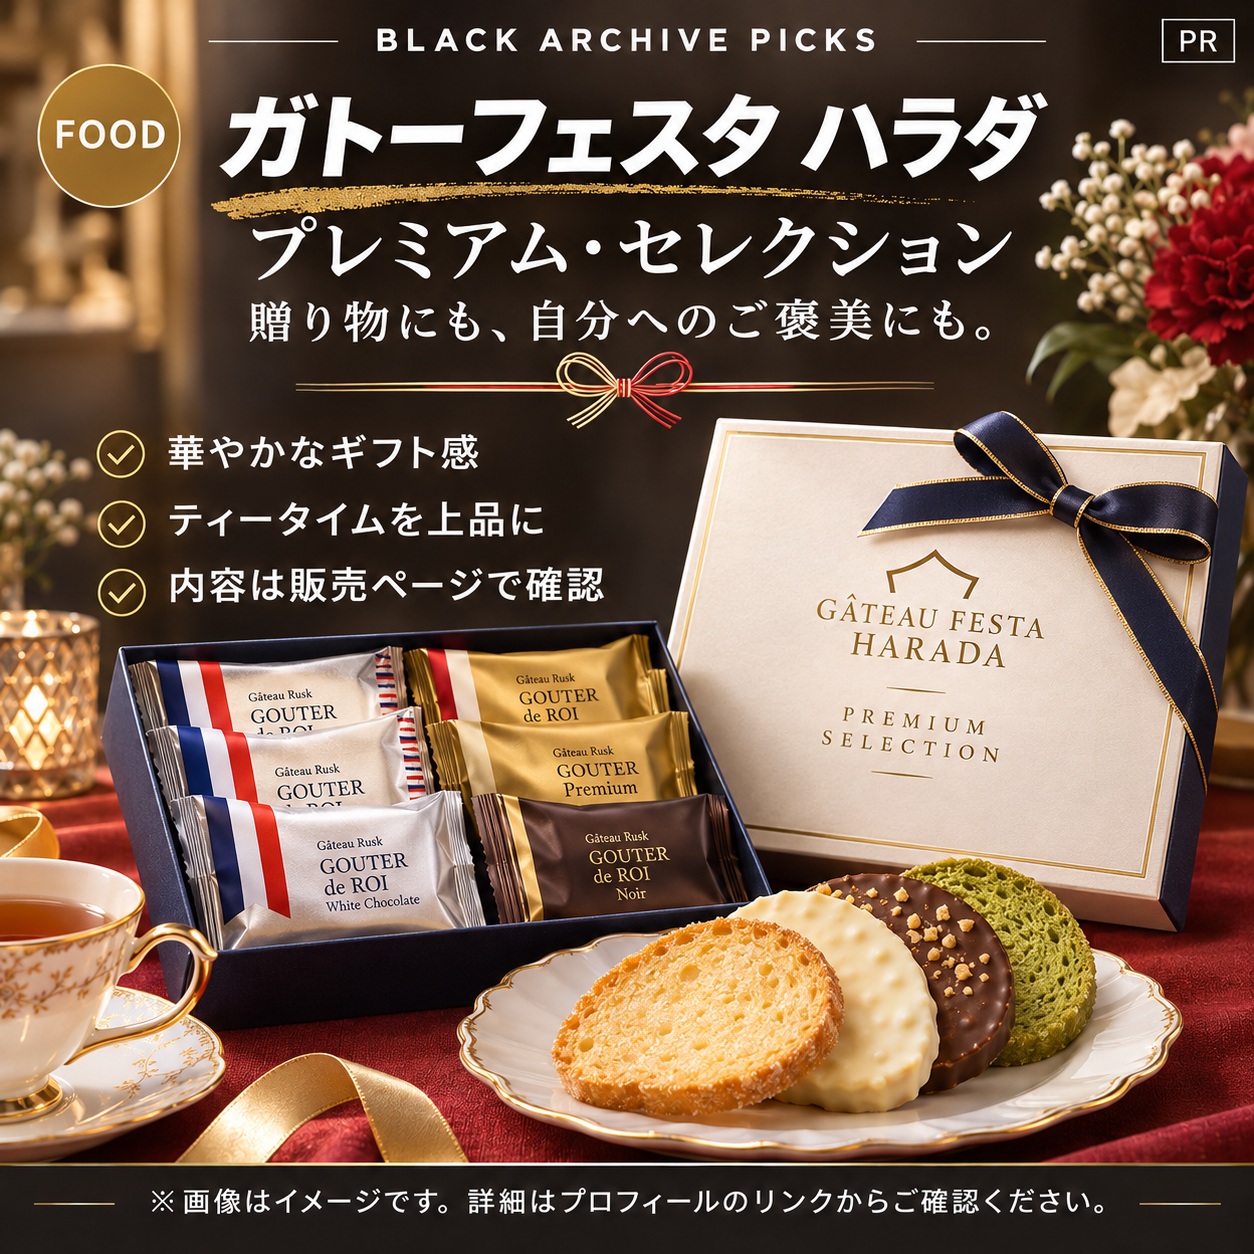 BLACK ARCHIVE PICKS
PR
FOOD
ガトーフェスタ ハラダ
プレミアム・セレクション
贈り物にも、自分へのご褒美にも。
華やかなギフト感
ティータイムを上品に
内容は販売ページで確認
GÂTEAU FESTA
HARADA
PREMIUM
SELECTION
Gâteau Rusk
GOUTER
de ROI
Gâteau Rusk
GOUTER
de ROI
Gâteau Rusk
GOUTER
de ROI
Gâteau Rusk
GOUTER
Premium
Gâteau Rusk
GOUTER
de ROI
White Chocolate
Gâteau Rusk
GOUTER
de ROI
Noir
※画像はイメージです。詳細はプロフィールのリンクからご確認ください。